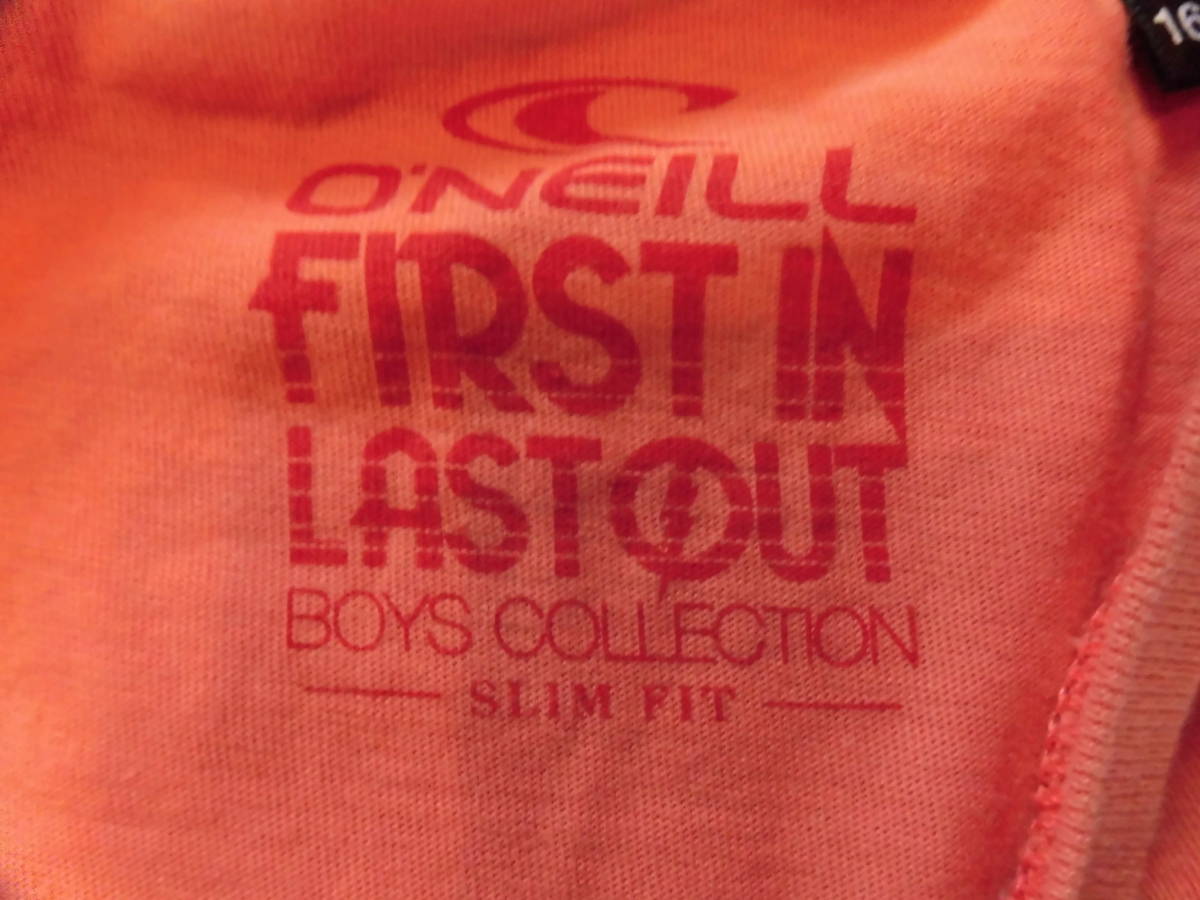 O'NEILL
FIRST IN
LAST OUT
BOYS COLLECTION
SLIM FIT